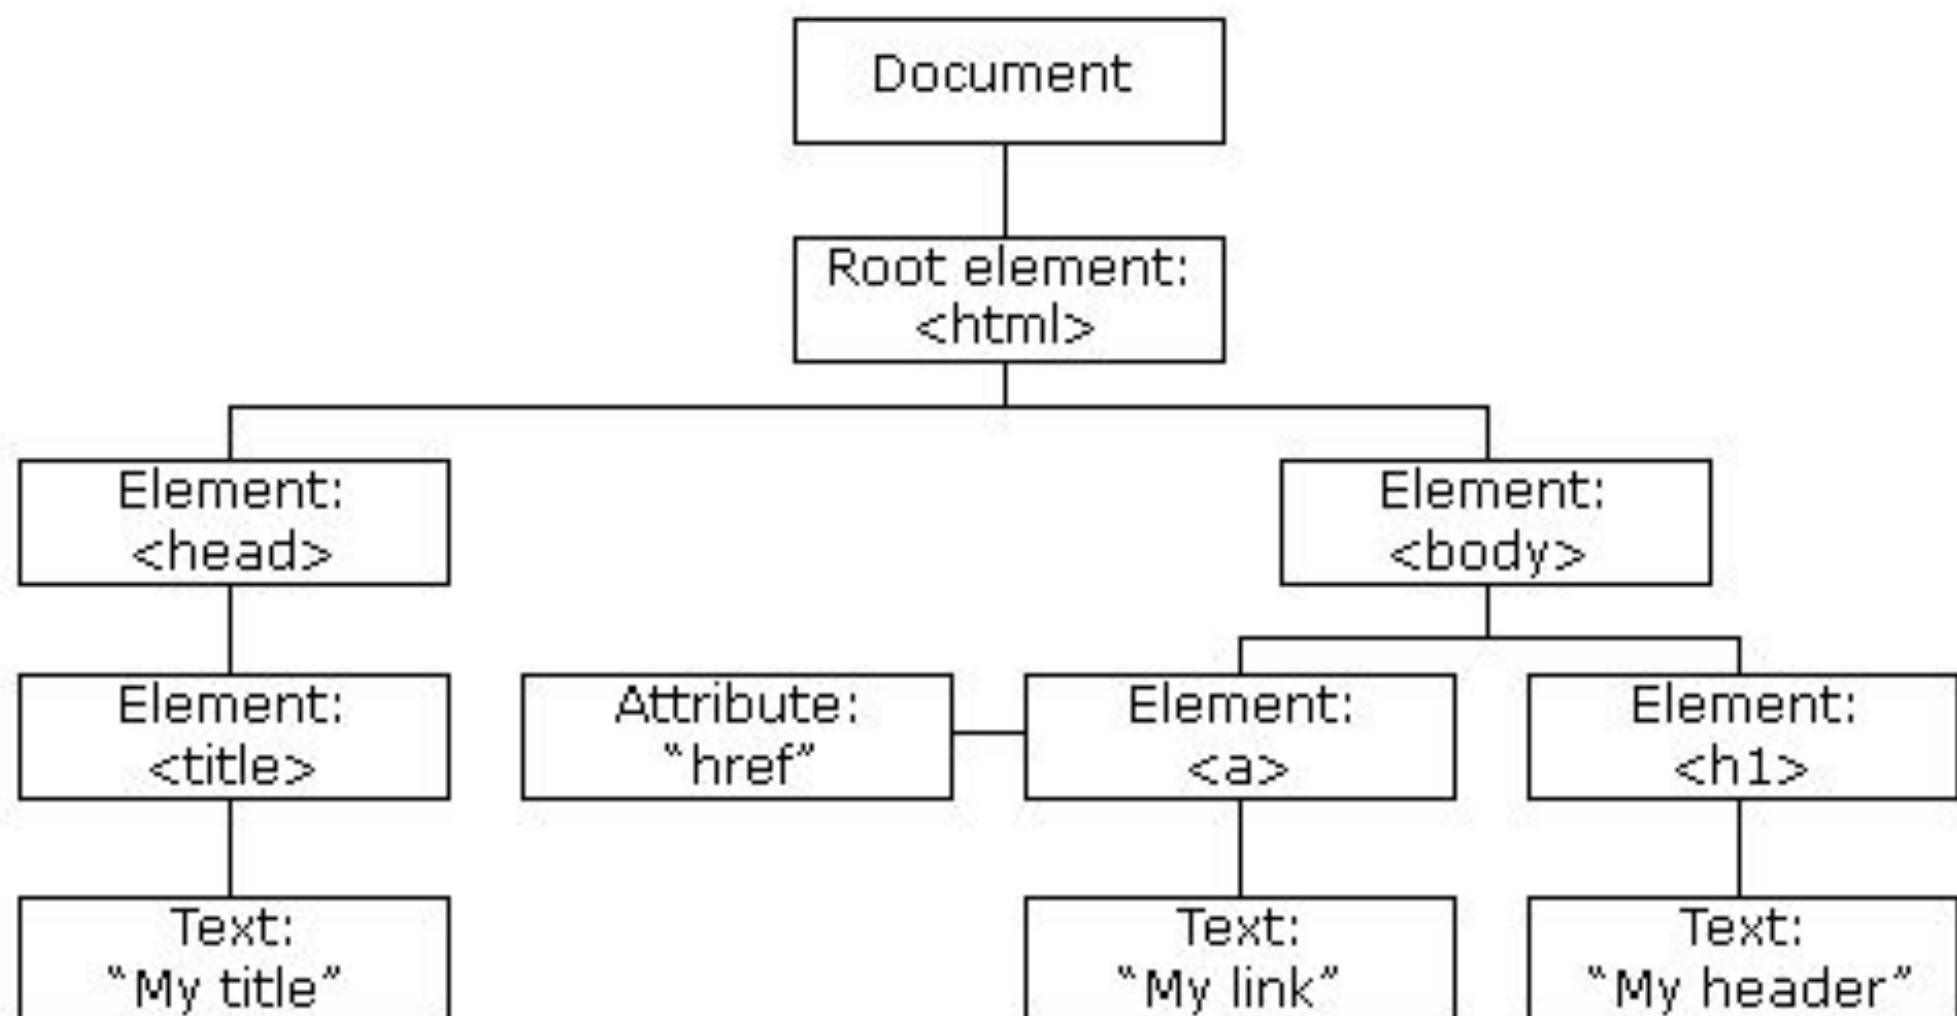 Document
Root element:
<html>
Element:
<head>
Element:
<body>
Element:
<title>
Attribute:
“href”
Element:
<a>
Element:
<h1>
Text:
“My title”
Text:
“My link”
Text:
“My header”